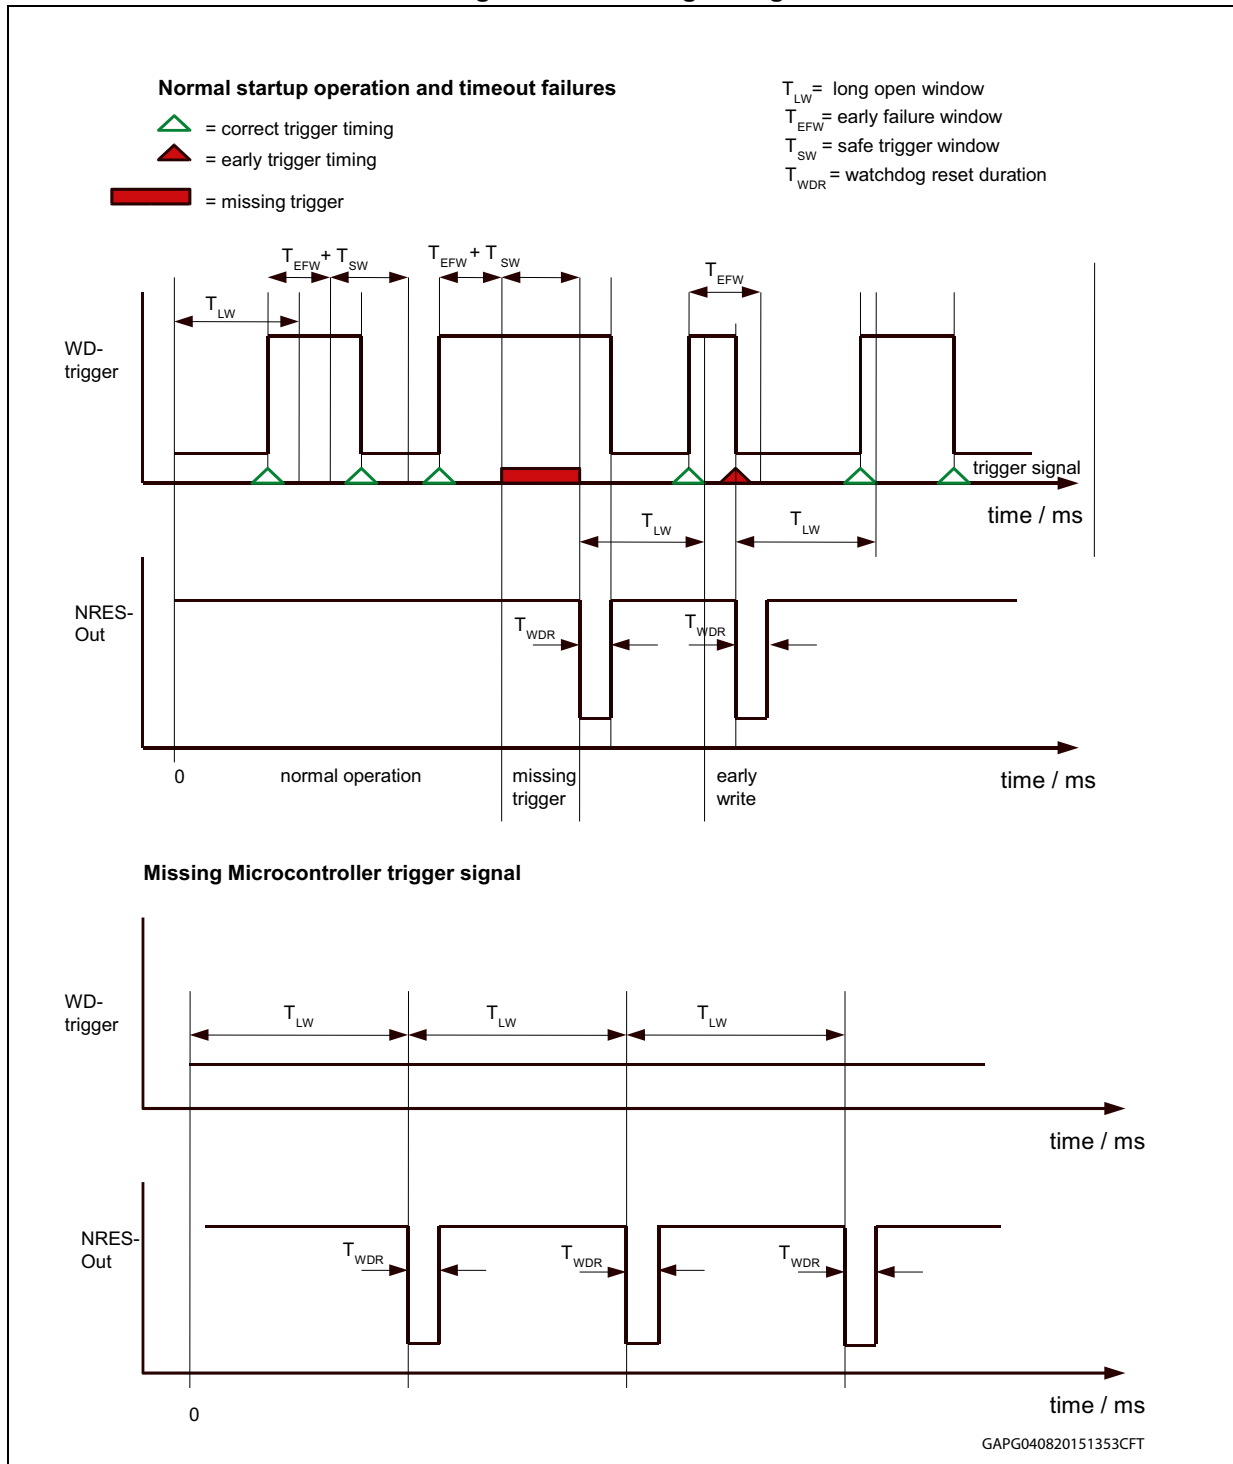 Normal startup operation and timeout failures
= correct trigger timing
= early trigger timing
= missing trigger
TLW= long open window
TEFW= early failure window
TSW = safe trigger window
TWDR = watchdog reset duration
TEFW + TSW
TEFW + TSW
TEFW
TLW
WD-
trigger
trigger signal
time / ms
TLW
TLW
NRES-
Out
TWDR
TWDR
0
normal operation
missing
trigger
early
write
time / ms
Missing Microcontroller trigger signal
WD-
trigger
TLW
TLW
TLW
time / ms
NRES-
Out
TWDR
TWDR
TWDR
0
time / ms
GAPG040820151353CFT